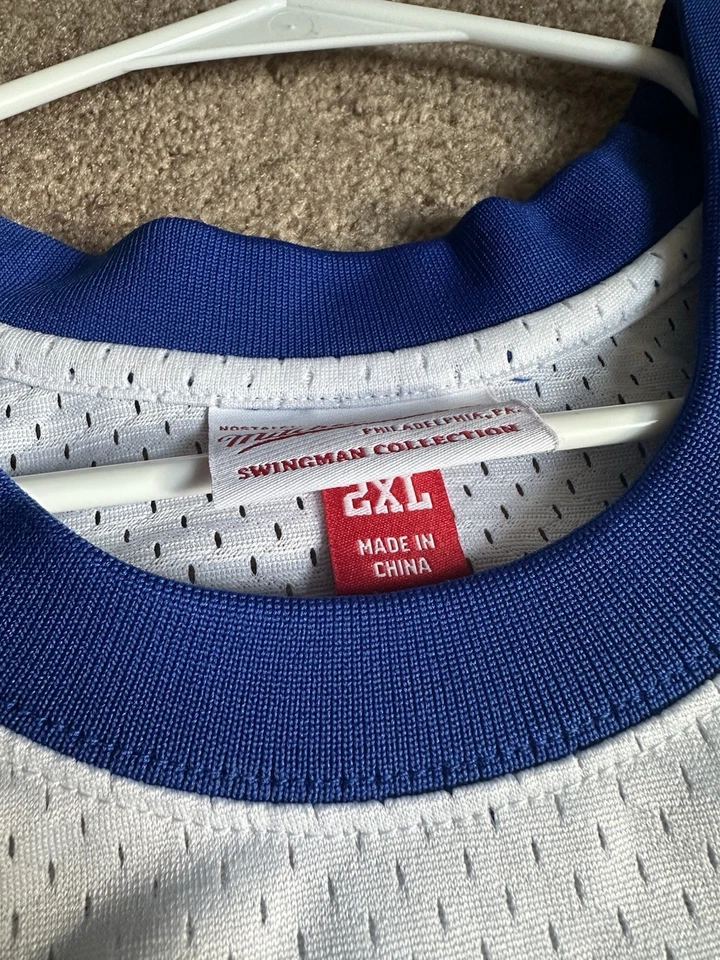 PHILADELPHIA, PA.
SWINGMAN COLLECTION
2XL
MADE IN
CHINA